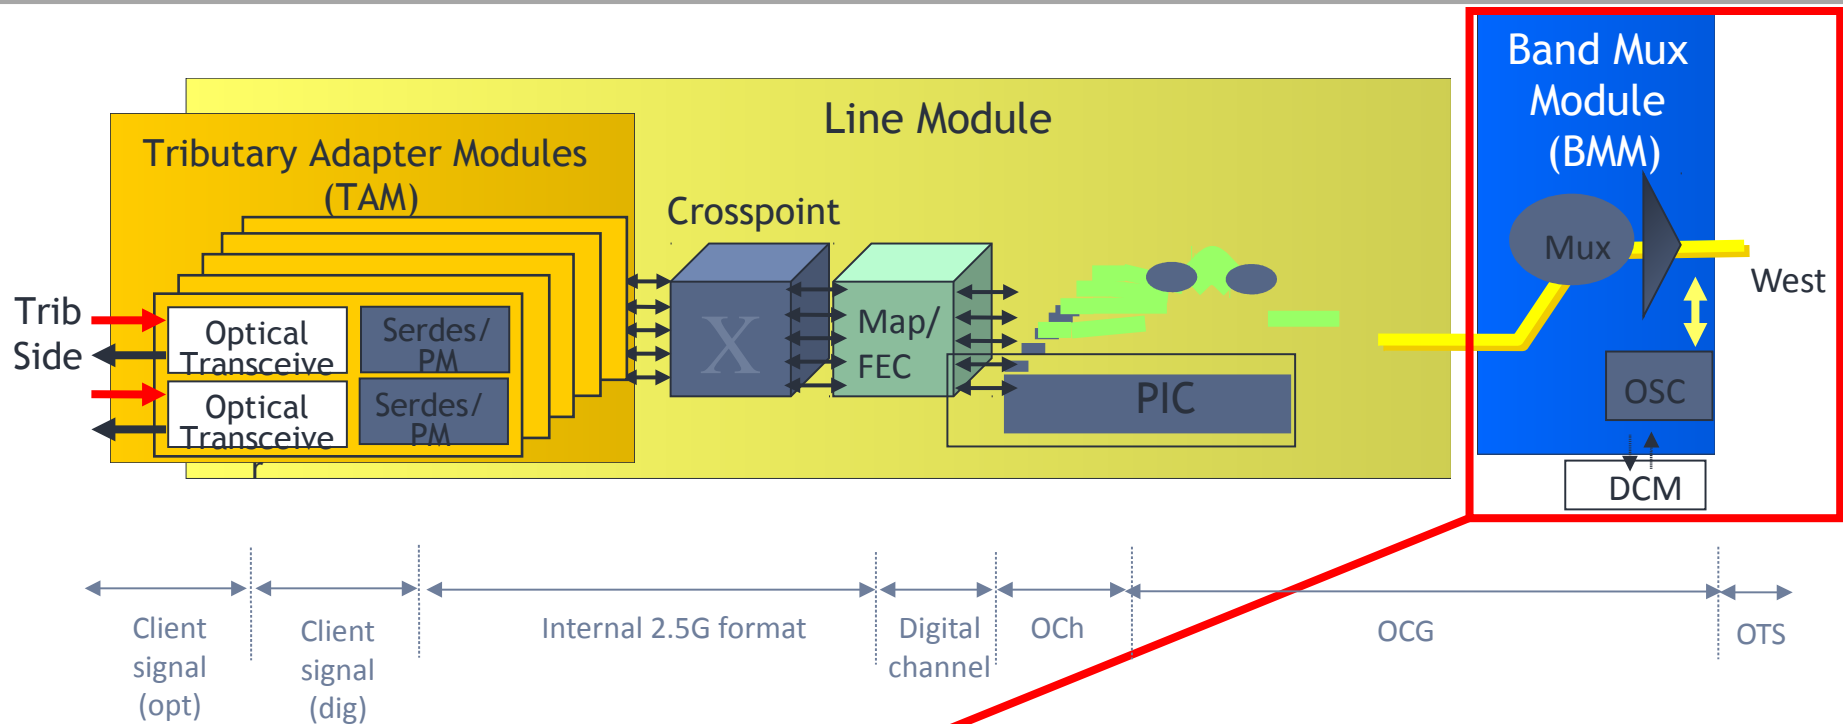 Band Mux
Module
(BMM)
Line Module
Tributary Adapter Modules
(TAM)
Crosspoint
Mux
West
Trib
Side
Optical
Transceive
Serdes/
PM
Optical
Transceive
Serdes/
PM
X
Map/
FEC
PIC
OSC
DCM
Client
signal
(opt)
Client
signal
(dig)
Internal 2.5G format
Digital
channel
OCh
OCG
OTS